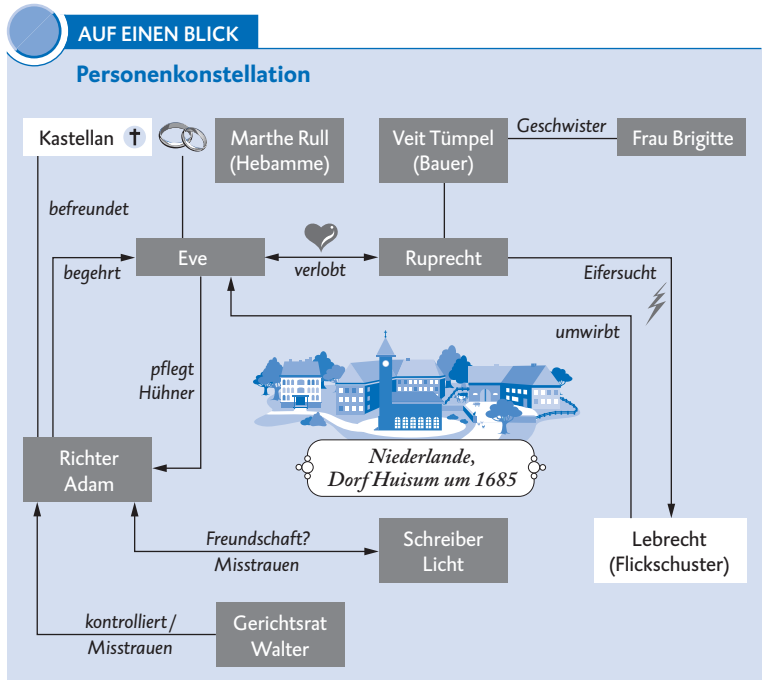 AUF EINEN BLICK
Personenkonstellation
Kastellan ✝
Marthe Rull
(Hebamme)
Veit Tümpel
(Bauer)
Geschwister
Frau Brigitte
befreundet
Eve
verlobt
Ruprecht
begehrt
Eifersucht
umwirbt
pflegt
Hühner
Niederlande,
Dorf Huisum um 1685
Richter
Adam
Freundschaft?
Misstrauen
Schreiber
Licht
Lebrecht
(Flickschuster)
kontrolliert/
Misstrauen
Gerichtsrat
Walter